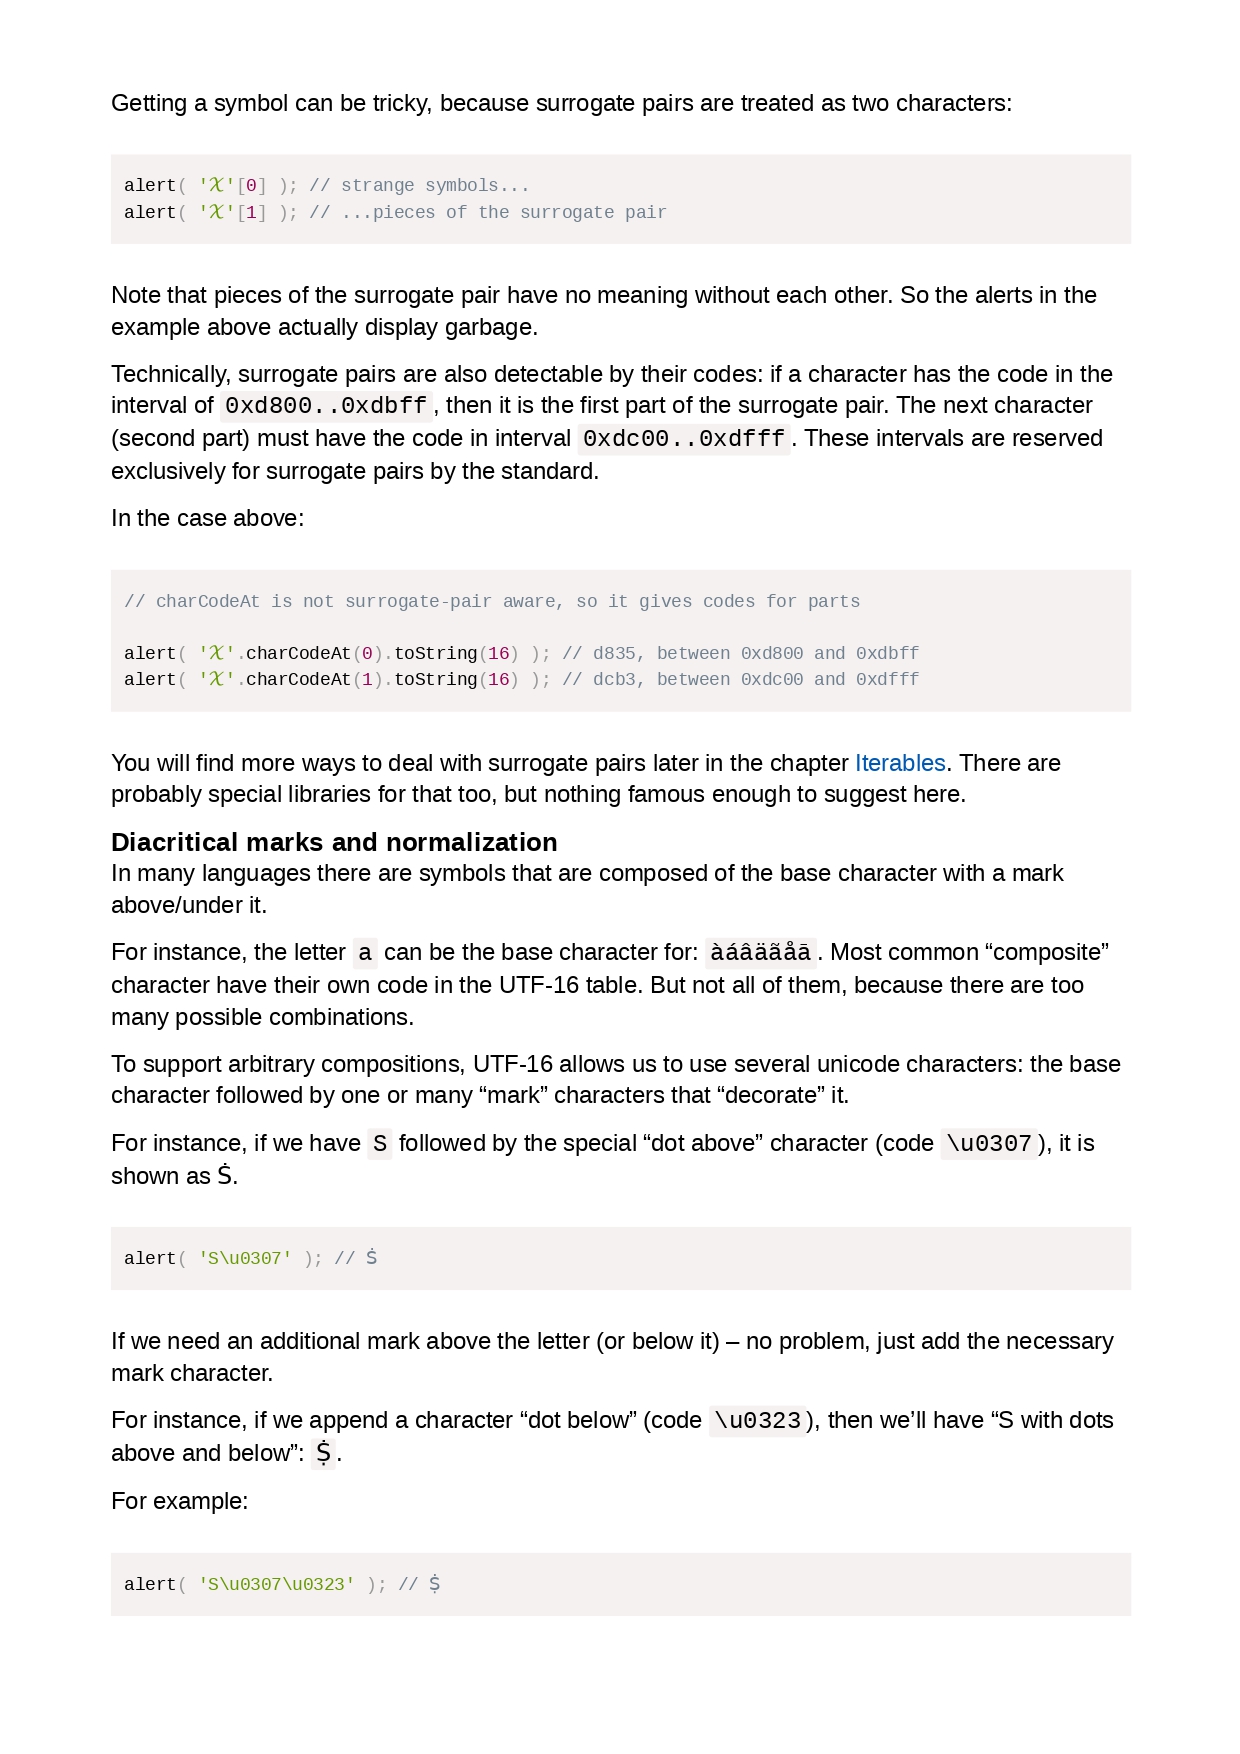 Getting a symbol can be tricky, because surrogate pairs are treated as two characters:
alert( '𝒳'[0] ); // strange symbols...
alert( '𝒳'[1] ); // ...pieces of the surrogate pair
Note that pieces of the surrogate pair have no meaning without each other. So the alerts in the
example above actually display garbage.
Technically, surrogate pairs are also detectable by their codes: if a character has the code in the
interval of 0xd800..0xdbff, then it is the first part of the surrogate pair. The next character
(second part) must have the code in interval 0xdc00..0xdfff. These intervals are reserved
exclusively for surrogate pairs by the standard.
In the case above:
// charCodeAt is not surrogate-pair aware, so it gives codes for parts
alert( '𝒳'.charCodeAt(0).toString(16) ); // d835, between 0xd800 and 0xdbff
alert( '𝒳'.charCodeAt(1).toString(16) ); // dcb3, between 0xdc00 and 0xdfff
You will find more ways to deal with surrogate pairs later in the chapter Iterables. There are
probably special libraries for that too, but nothing famous enough to suggest here.
Diacritical marks and normalization
In many languages there are symbols that are composed of the base character with a mark
above/under it.
For instance, the letter a can be the base character for: àáâäãåā. Most common “composite”
character have their own code in the UTF-16 table. But not all of them, because there are too
many possible combinations.
To support arbitrary compositions, UTF-16 allows us to use several unicode characters: the base
character followed by one or many “mark” characters that “decorate” it.
For instance, if we have S followed by the special “dot above” character (code \u0307), it is
shown as Ṡ.
alert( 'S\u0307' ); // Ṡ
If we need an additional mark above the letter (or below it) – no problem, just add the necessary
mark character.
For instance, if we append a character “dot below” (code \u0323), then we’ll have “S with dots
above and below”: Ṩ.
For example:
alert( 'S\u0307\u0323' ); // Ṩ